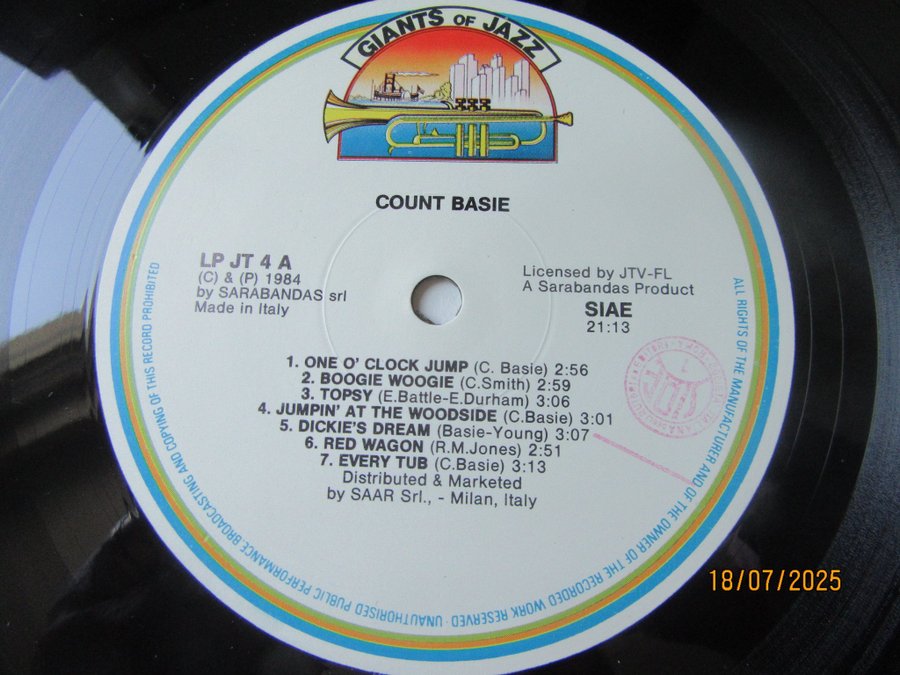 GIANTS OF JAZZ
COUNT BASIE
LP JT 4 A
(C) & (P) 1984
by SARABANDAS srl
Made in Italy
Licensed by JTV-FL
A Sarabandas Product
SIAE
21:13
1. ONE O' CLOCK JUMP (C. Basie) 2:56
2. BOOGIE WOOGIE (C.Smith) 2:59
3. TOPSY (E.Battle-E.Durham) 3:06
4. JUMPIN' AT THE WOODSIDE (C.Basie) 3:01
5. DICKIE'S DREAM (Basie-Young) 3:07
6. RED WAGON (R.M.Jones) 2:51
7. EVERY TUB (C.Basie) 3:13
Distributed & Marketed
by SAAR Srl., - Milan, Italy
ALL RIGHTS OF THE MANUFACTURER AND OF THE OWNER OF THE RECORDED WORK RESERVED - UNAUTHORISED PUBLIC PERFORMANCE BROADCASTING AND COPYING OF THIS RECORD PROHIBITED
18/07/2025